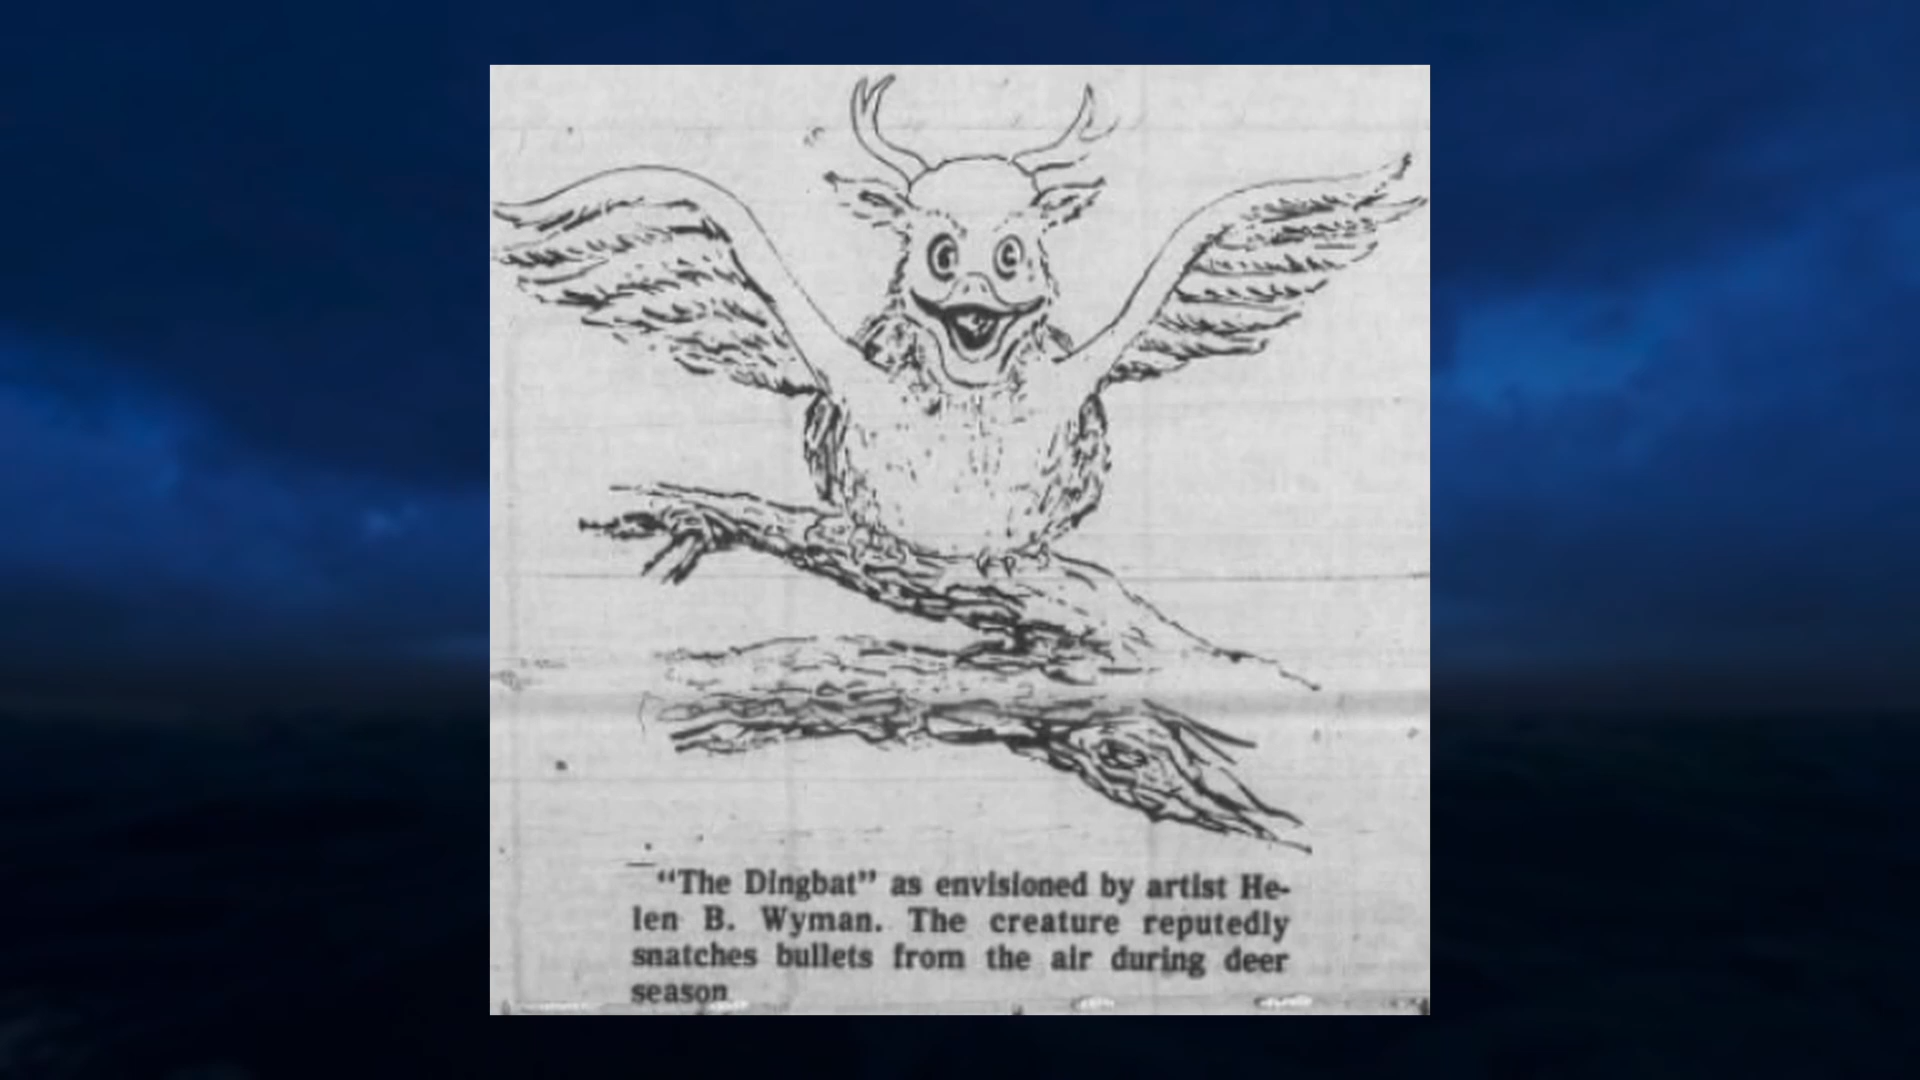 “The Dingbat” as envisioned by artist He-
len B. Wyman. The creature reputedly
snatches bullets from the air during deer
season